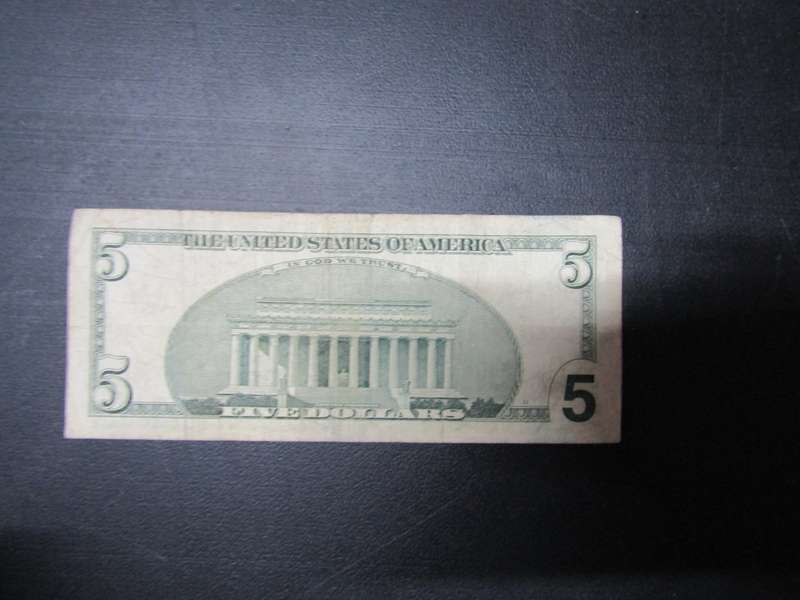 5 THE UNITED STATES OF AMERICA 5
IN GOD WE TRUST
5 FIVE DOLLARS 5